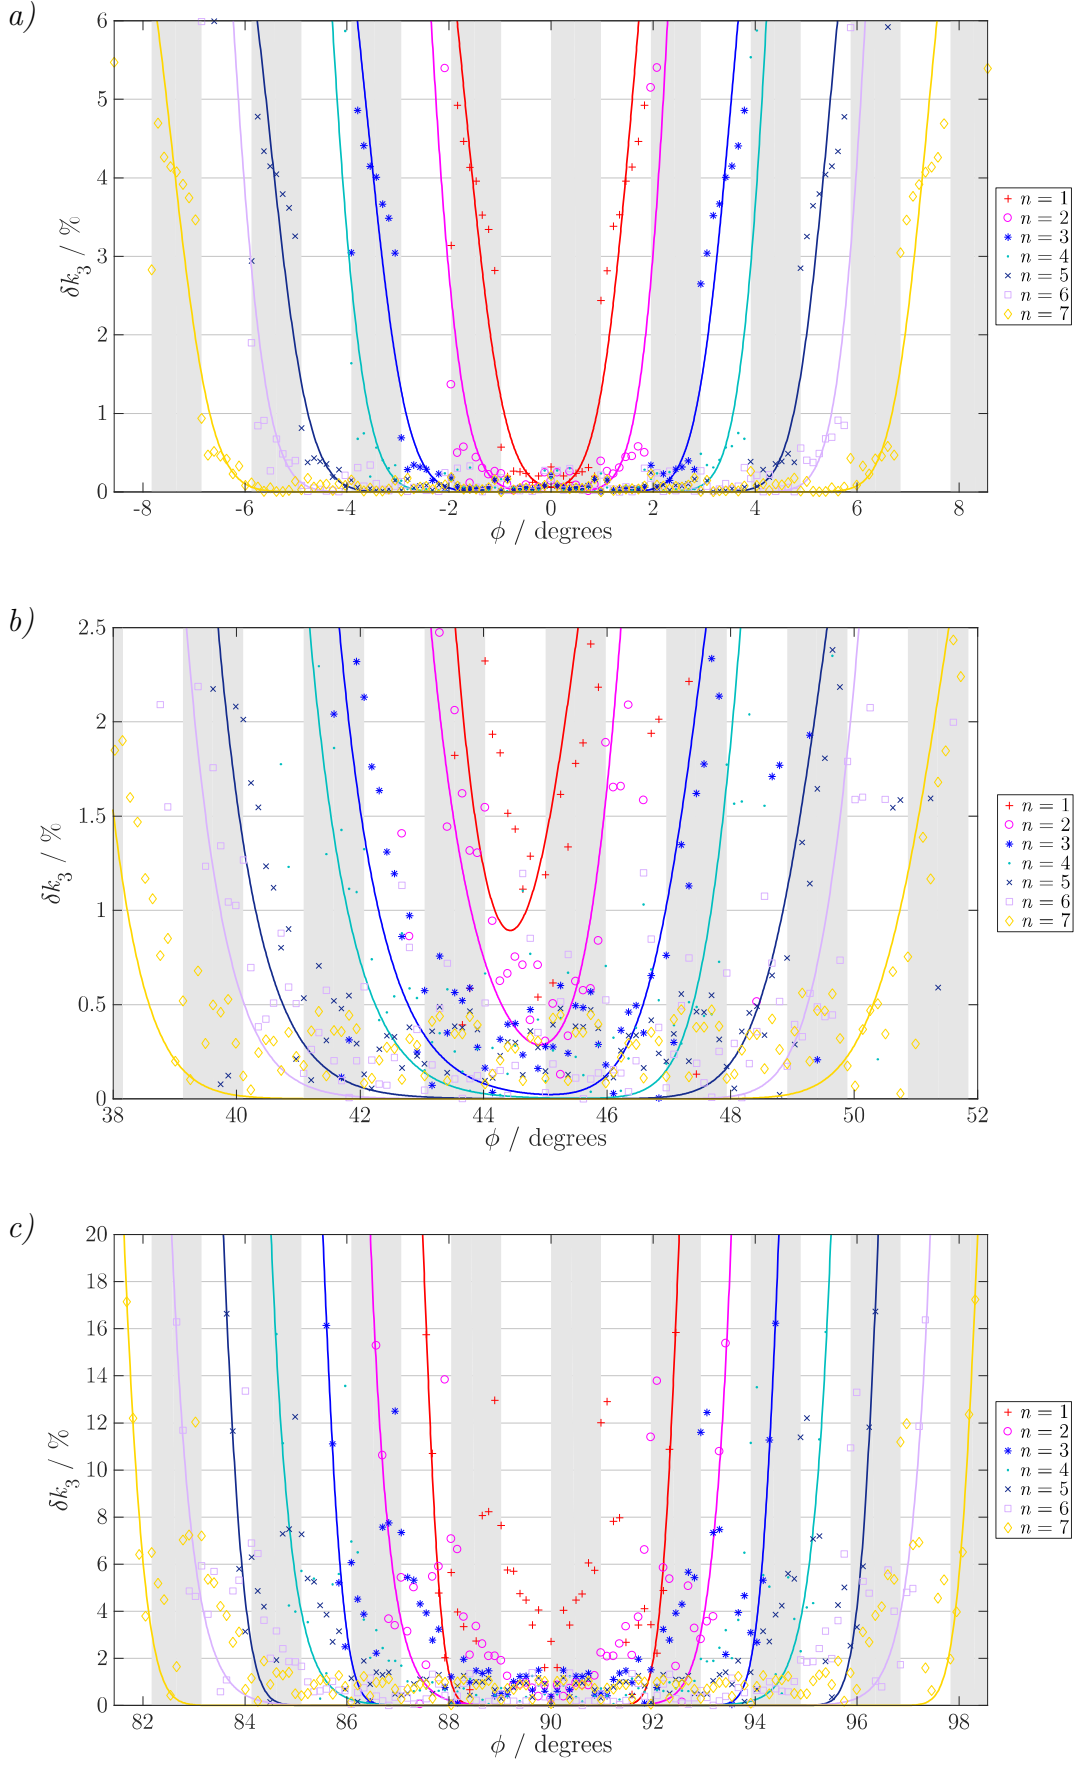 a)
6
5
4
3
2
1
0
δk₃ / %
-8
-6
-4
-2
0
2
4
6
8
ϕ / degrees
n = 1
n = 2
n = 3
n = 4
n = 5
n = 6
n = 7
b)
2.5
2
1.5
1
0.5
0
δk₃ / %
38
40
42
44
46
48
50
52
ϕ / degrees
n = 1
n = 2
n = 3
n = 4
n = 5
n = 6
n = 7
c)
20
18
16
14
12
10
8
6
4
2
0
δk₃ / %
82
84
86
88
90
92
94
96
98
ϕ / degrees
n = 1
n = 2
n = 3
n = 4
n = 5
n = 6
n = 7